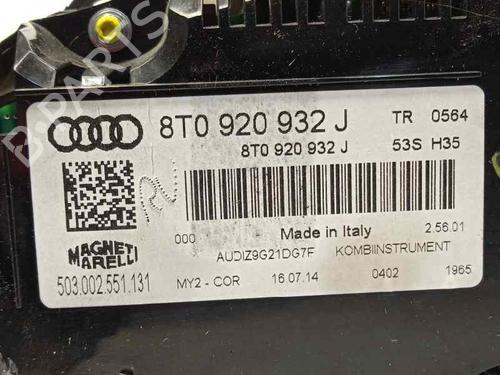 8T0 920 932 J TR 0564
8T0 920 932 J 53S H35
000 Made in Italy 2.56.01
AUDIZ9G21DG7F KOMBIINSTRUMENT
MAGNETI
MARELLI
503.002.551.131 MY2 - COR 16.07.14 0402 1965
B-PARTS